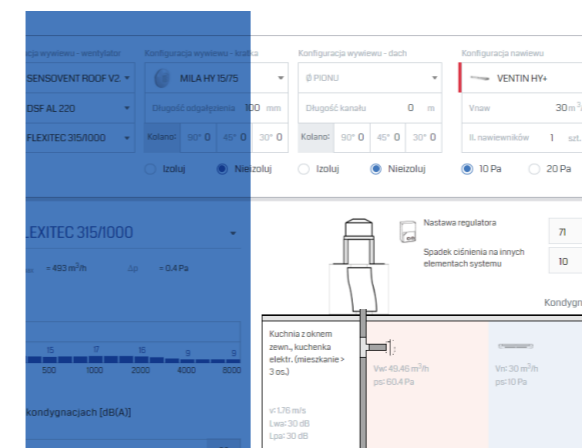 cja wywiewu - wentylator Konfiguracja wywiewu - kratka Konfiguracja wywiewu - dach Konfiguracja nawiewu
SENSOVENT ROOF V2. MILA HY 15/75 Ø PIONU VENTIN HY+
DSF AL 220 Długość odgałęzienia 100 mm Długość kanału 0 m Vnaw 30 m³/
FLEXITEC 315/1000 Kolano: 90° 0 45° 0 30° 0 Kolano: 90° 0 45° 0 30° 0 Il. nawiewników 1 szt.
Izoluj Nieizoluj Izoluj Nieizoluj 10 Pa 20 Pa
LEXITEC 315/1000
= 493 m³/h Δp = 0.4 Pa
Nastawa regulatora 71
Spadek ciśnienia na innych
elementach systemu 10
Kondygn
15 17 18 9 9
500 1000 2000 4000 8000
kondygnacjach [dB(A)]
Kuchnia z oknem
zewn., kuchenka
elektr. (mieszkanie >
3 os.)
Vw: 49.46 m³/h Vn: 30 m³/h
ps: 60.4 Pa ps: 10 Pa
v: 1.76 m/s
Lwa: 30 dB
Lpa: 30 dB